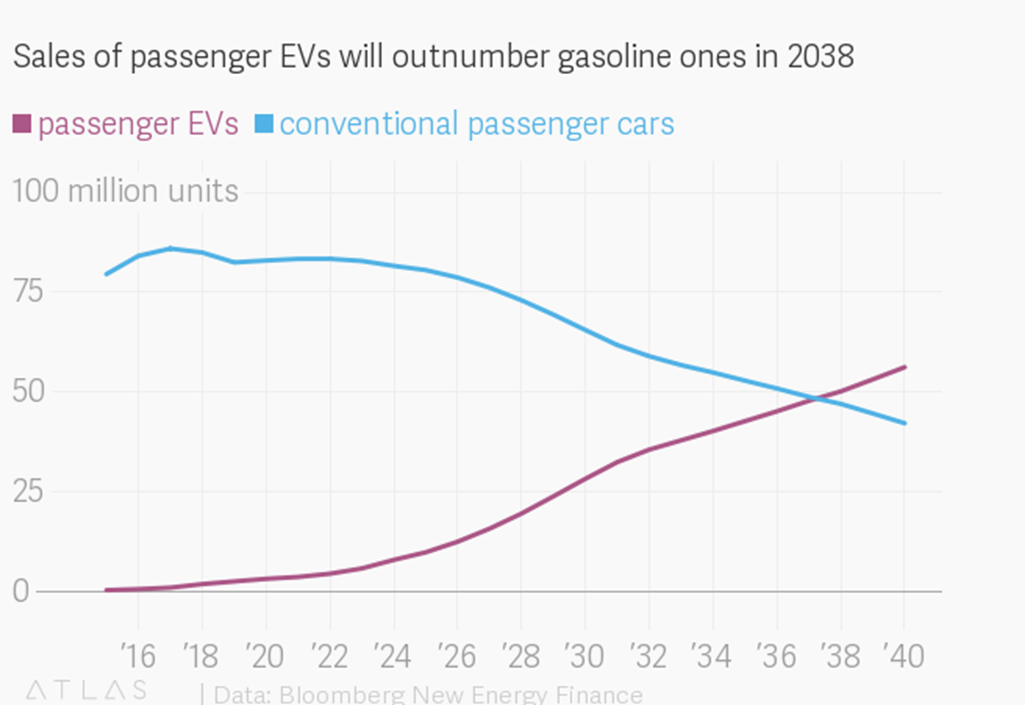 Sales of passenger EVs will outnumber gasoline ones in 2038
passenger EVs conventional passenger cars
100 million units
75
50
25
0
’16 ’18 ’20 ’22 ’24 ’26 ’28 ’30 ’32 ’34 ’36 ’38 ’40
ATLAS | Data: Bloomberg New Energy Finance